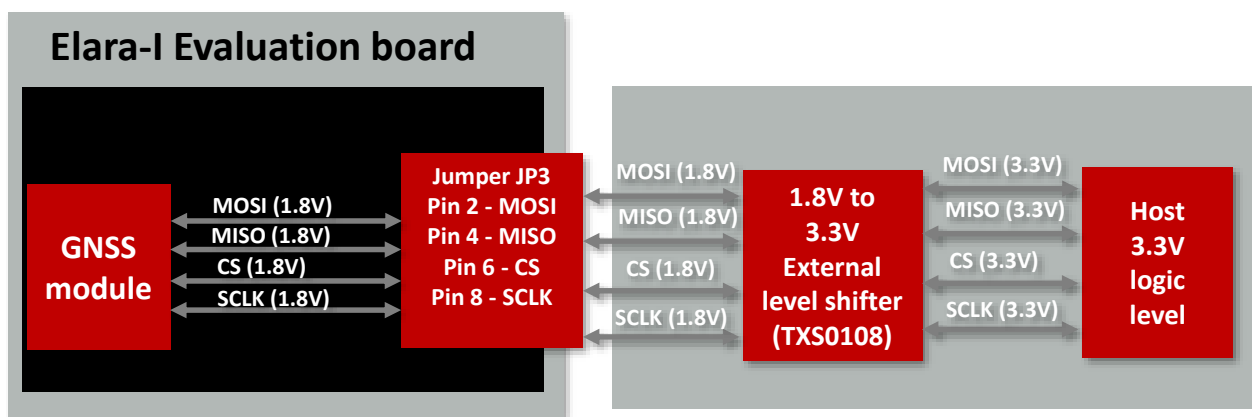 Elara-I Evaluation board
GNSS
module
MOSI (1.8V)
MISO (1.8V)
CS (1.8V)
SCLK (1.8V)
Jumper JP3
Pin 2 - MOSI
Pin 4 - MISO
Pin 6 - CS
Pin 8 - SCLK
MOSI (1.8V)
MISO (1.8V)
CS (1.8V)
SCLK (1.8V)
1.8V to
3.3V
External
level shifter
(TXS0108)
MOSI (3.3V)
MISO (3.3V)
CS (3.3V)
SCLK (3.3V)
Host
3.3V
logic
level